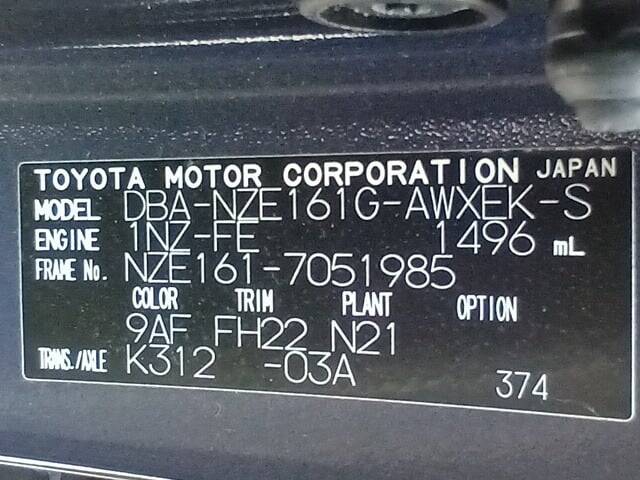 TOYOTA MOTOR CORPORATION JAPAN
MODEL DBA-NZE161G-AWXEK-S
ENGINE 1NZ-FE 1496 mL
FRAME No. NZE161-7051985
COLOR TRIM PLANT OPTION
9AF FH22 N21
TRANS./AXLE K312 -03A
374